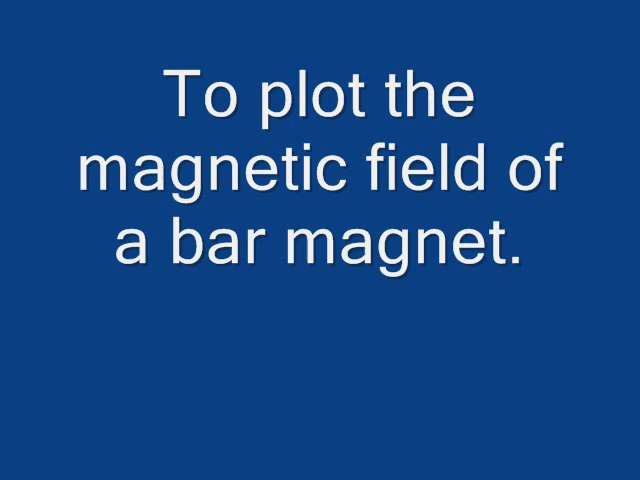 To plot the
magnetic field of
a bar magnet.